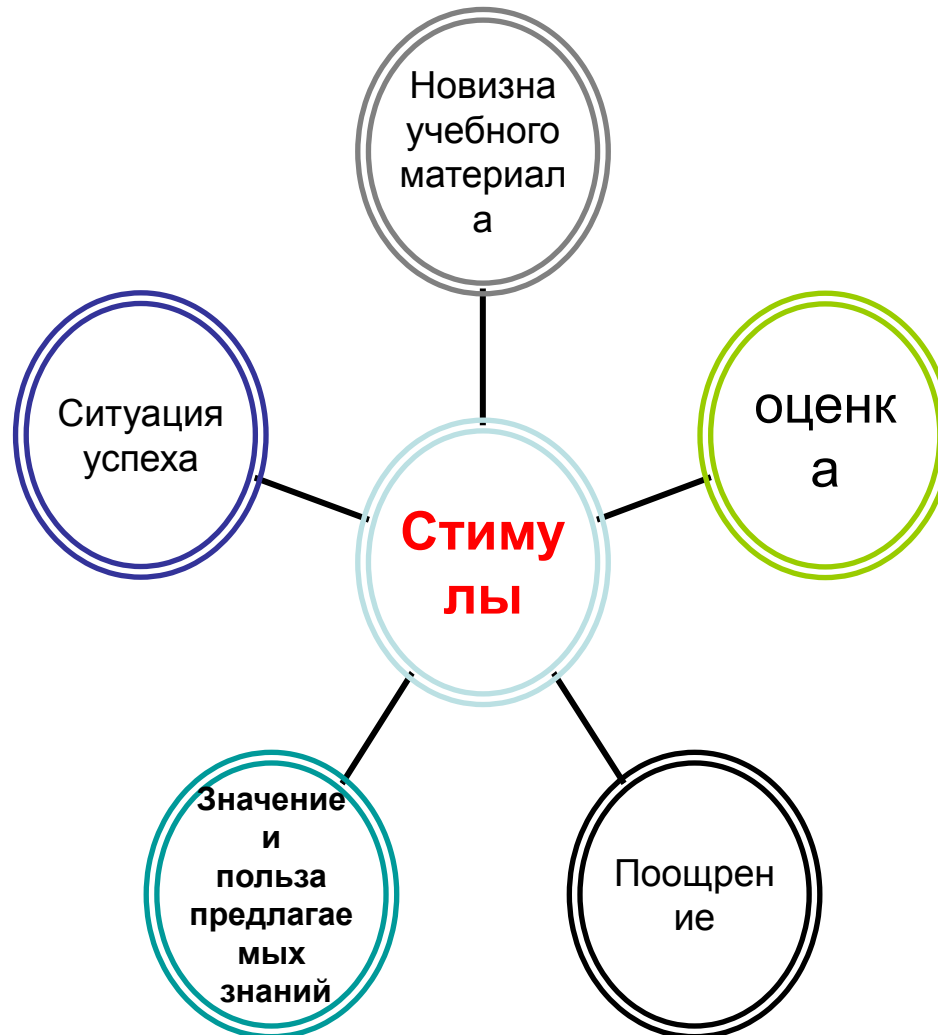 Новизна
учебного
материал
а
Ситуация
успеха
оценк
а
Стиму
лы
Значение
и
польза
предлагае
мых
знаний
Поощрен
ие